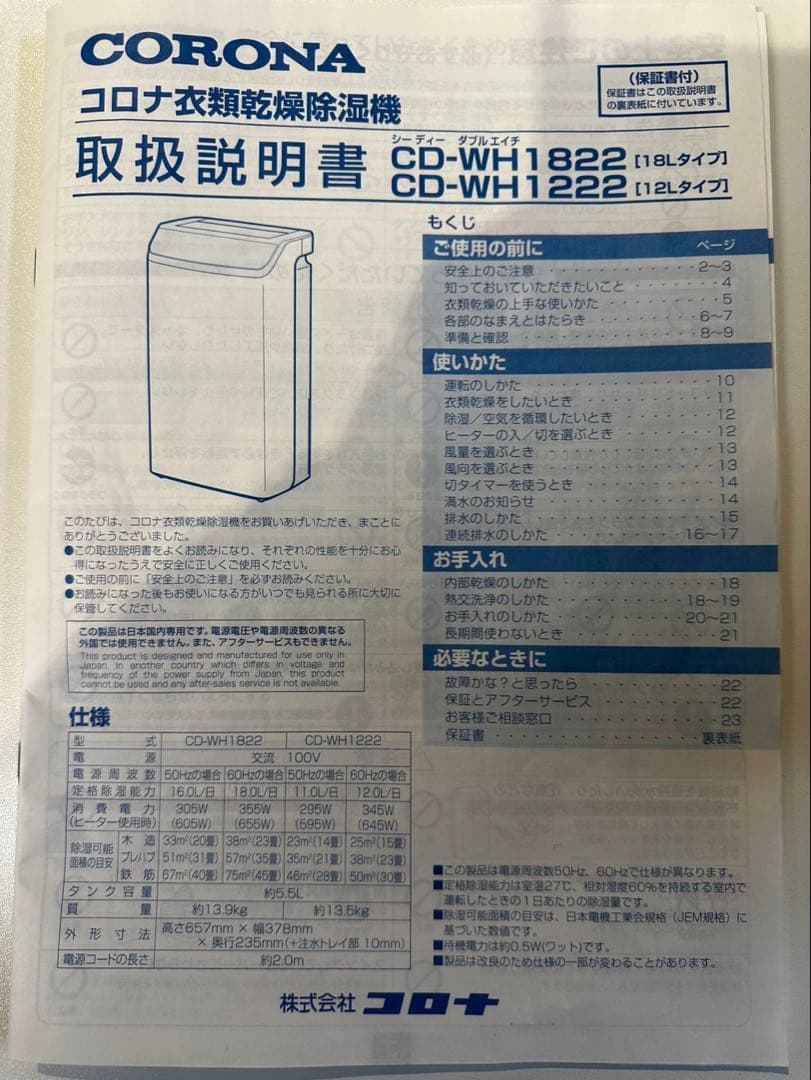 CORONA
コロナ衣類乾燥除湿機
(保証書付)
保証書はこの取扱説明書
の裏表紙に付いています。
取扱説明書
シー ディー ダブル エイチ
CD-WH1822 [18Lタイプ]
CD-WH1222 [12Lタイプ]
もくじ
ご使用の前に ページ
安全上のご注意 2～3
知っておいていただきたいこと 4
衣類乾燥の上手な使いかた 5
各部のなまえとはたらき 6～7
準備と確認 8～9
使いかた
運転のしかた 10
衣類乾燥をしたいとき 11
除湿／空気を循環したいとき 12
ヒーターの入／切を選ぶとき 12
風量を選ぶとき 13
風向を選ぶとき 13
切タイマーを使うとき 14
満水のお知らせ 14
排水のしかた 15
連続排水のしかた 16～17
お手入れ
内部乾燥のしかた 18
熱交洗浄のしかた 18～19
お手入れのしかた 20～21
長期間使わないとき 21
必要なときに
故障かな？と思ったら 22
保証とアフターサービス 22
お客様ご相談窓口 23
保証書 裏表紙
このたびは、コロナ衣類乾燥除湿機をお買いあげいただき、まことに
ありがとうございました。
●この取扱説明書をよくお読みになり、それぞれの性能を十分にお心
得になったうえで安全に正しくご使用ください。
●ご使用の前に「安全上のご注意」を必ずお読みください。
●お読みになった後もお使いになる方がいつでも見られる所に大切に
保管してください。
この製品は日本国内専用です。電源電圧や電源周波数の異なる
外国では使用できません。また、アフターサービスもできません。
This product is designed and manufactured for use only in
Japan. In another country which differs in voltage and
frequency of the power supply from Japan, this product
cannot be used and any after-sales service is not available.
仕様
型式 CD-WH1822 CD-WH1222
電源 交流 100V
電源周波数 50Hzの場合 60Hzの場合 50Hzの場合 60Hzの場合
定格除湿能力 16.0L/日 18.0L/日 11.0L/日 12.0L/日
消費電力 305W 355W 295W 345W
(ヒーター使用時) (605W) (655W) (595W) (645W)
除湿可能 木造 33m²(20畳) 38m²(23畳) 23m²(14畳) 25m²(15畳)
面積の目安 プレハブ 51m²(31畳) 57m²(35畳) 35m²(21畳) 38m²(23畳)
鉄筋 67m²(40畳) 75m²(45畳) 46m²(28畳) 50m²(30畳)
タンク容量 約5.5L
質量 約13.9kg 約13.5kg
外形寸法 高さ657mm × 幅378mm
× 奥行235mm(+注水トレイ部 10mm)
電源コードの長さ 約2.0m
■この製品は電源周波数50Hz、60Hzで仕様が異なります。
■定格除湿能力は室温27℃、相対湿度60％を持続する室内で
運転したときの1日あたりの除湿量です。
■除湿可能面積の目安は、日本電機工業会規格（JEM規格）に
基づいた数値です。
■待機電力は約0.5W(ワット)です。
■製品は改良のため仕様の一部が変わることがあります。
株式会社 コロナ